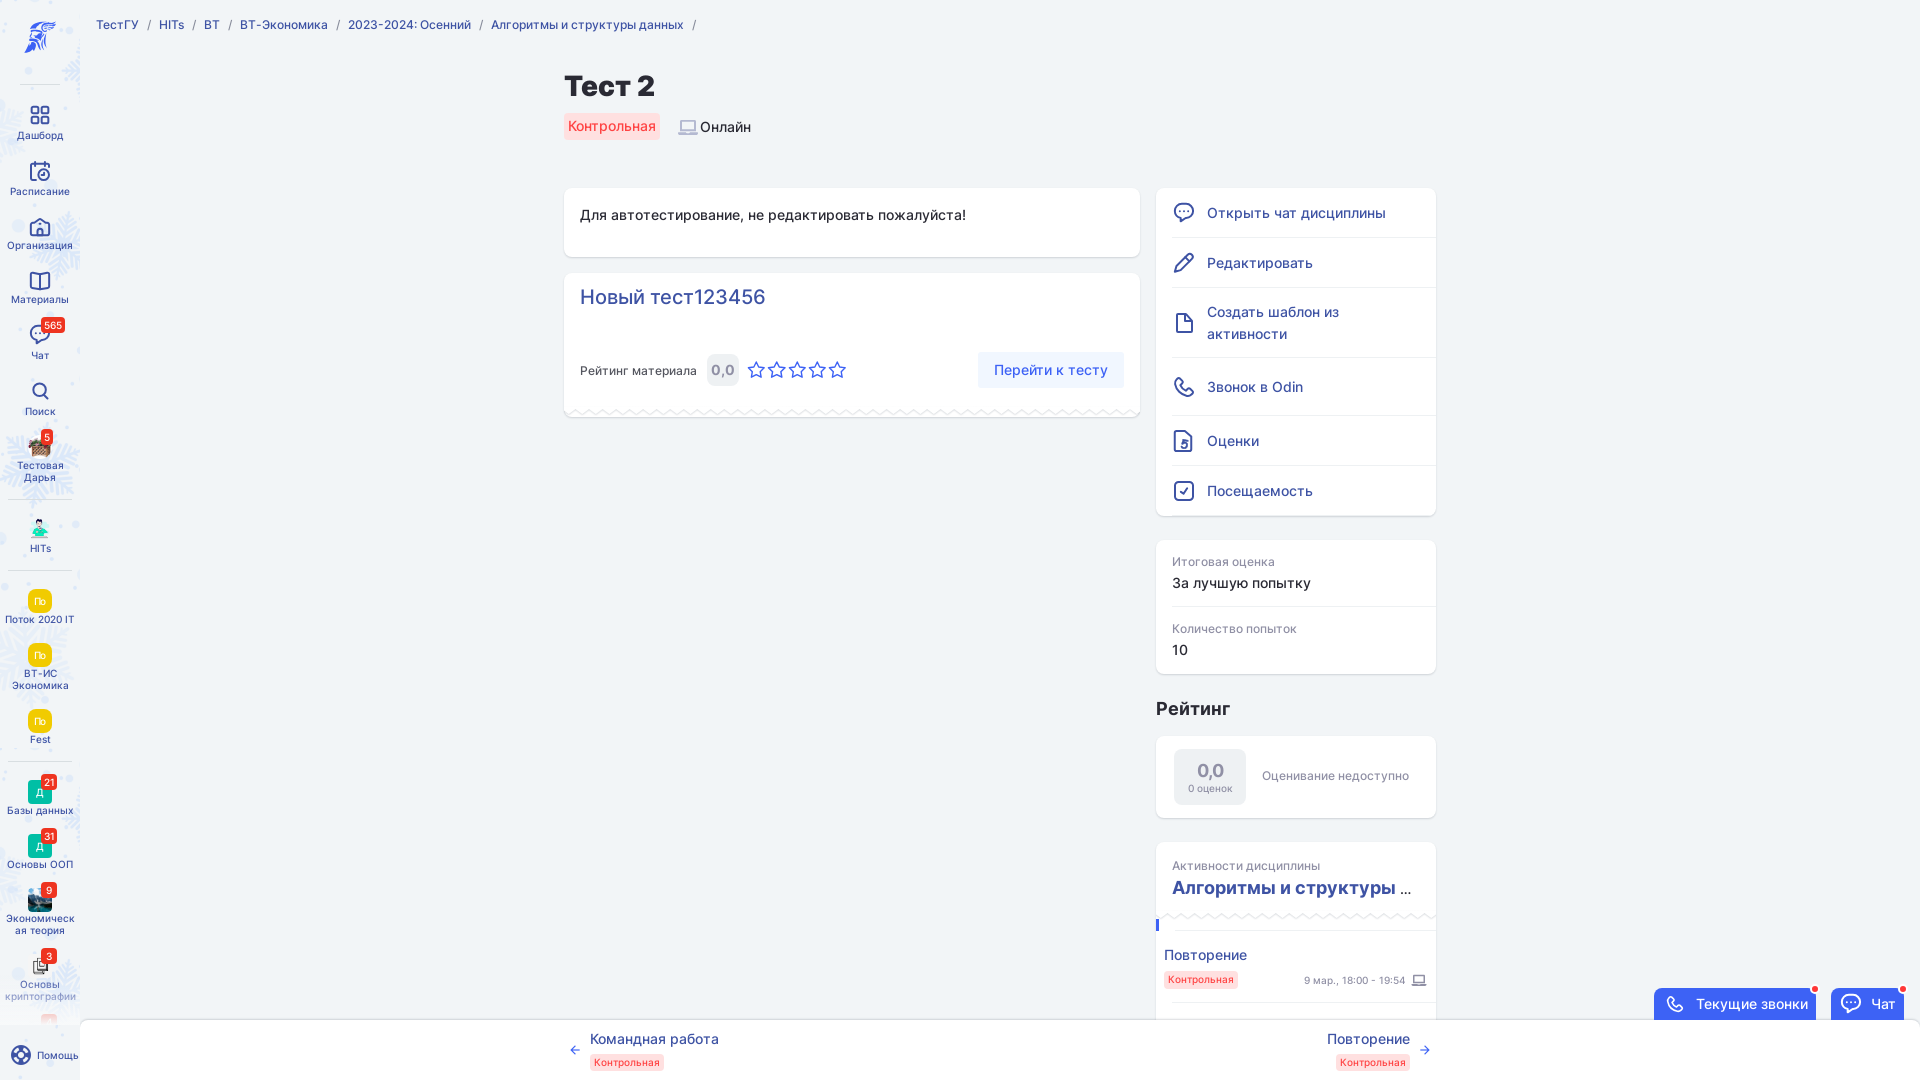 ТестГУ / HITs / ВТ / ВТ-Экономика / 2023-2024: Осенний / Алгоритмы и структуры данных /
Тест 2
Контрольная
Онлайн
Дашборд
Расписание
Организация
Материалы
565
Чат
Поиск
5
Тестовая
Дарья
HITs
По
Поток 2020 IT
По
ВТ-ИС
Экономика
По
Fest
21
Д
Базы данных
31
Д
Основы ООП
9
Экономическ
ая теория
3
Основы
криптографии
Помощь
Для автотестирование, не редактировать пожалуйста!
Новый тест123456
Рейтинг материала 0,0
Перейти к тесту
Открыть чат дисциплины
Редактировать
Создать шаблон из
активности
Звонок в Odin
Оценки
Посещаемость
Итоговая оценка
За лучшую попытку
Количество попыток
10
Рейтинг
0,0
0 оценок
Оценивание недоступно
Активности дисциплины
Алгоритмы и структуры ...
Повторение
Контрольная
9 мар., 18:00 - 19:54
Текущие звонки
Чат
Командная работа
Контрольная
Повторение
Контрольная